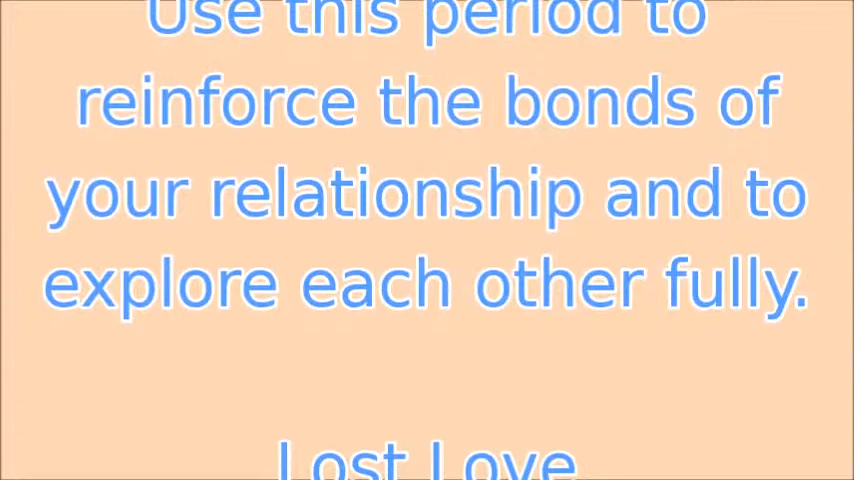 Use this period to
reinforce the bonds of
your relationship and to
explore each other fully.
Lost Love